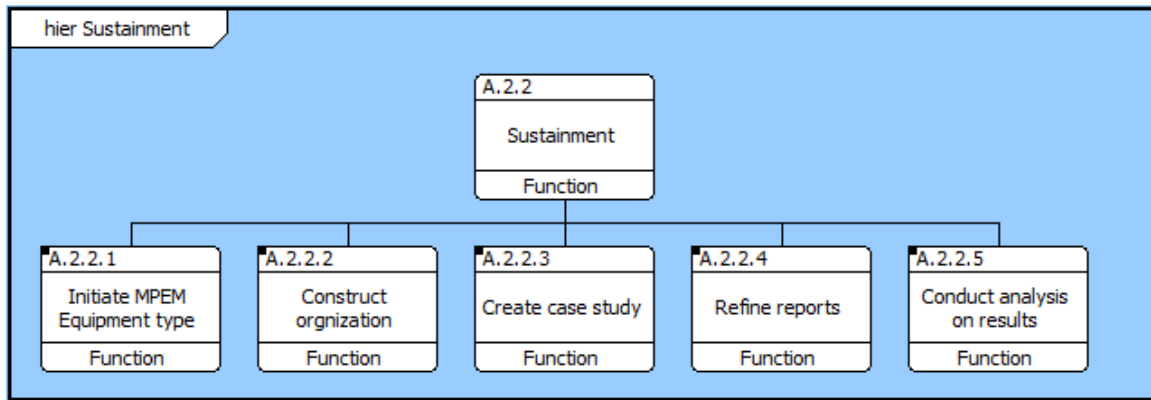 hier Sustainment
A.2.2
Sustainment
Function
A.2.2.1
Initiate MPEM
Equipment type
Function
A.2.2.2
Construct
orgnization
Function
A.2.2.3
Create case study
Function
A.2.2.4
Refine reports
Function
A.2.2.5
Conduct analysis
on results
Function